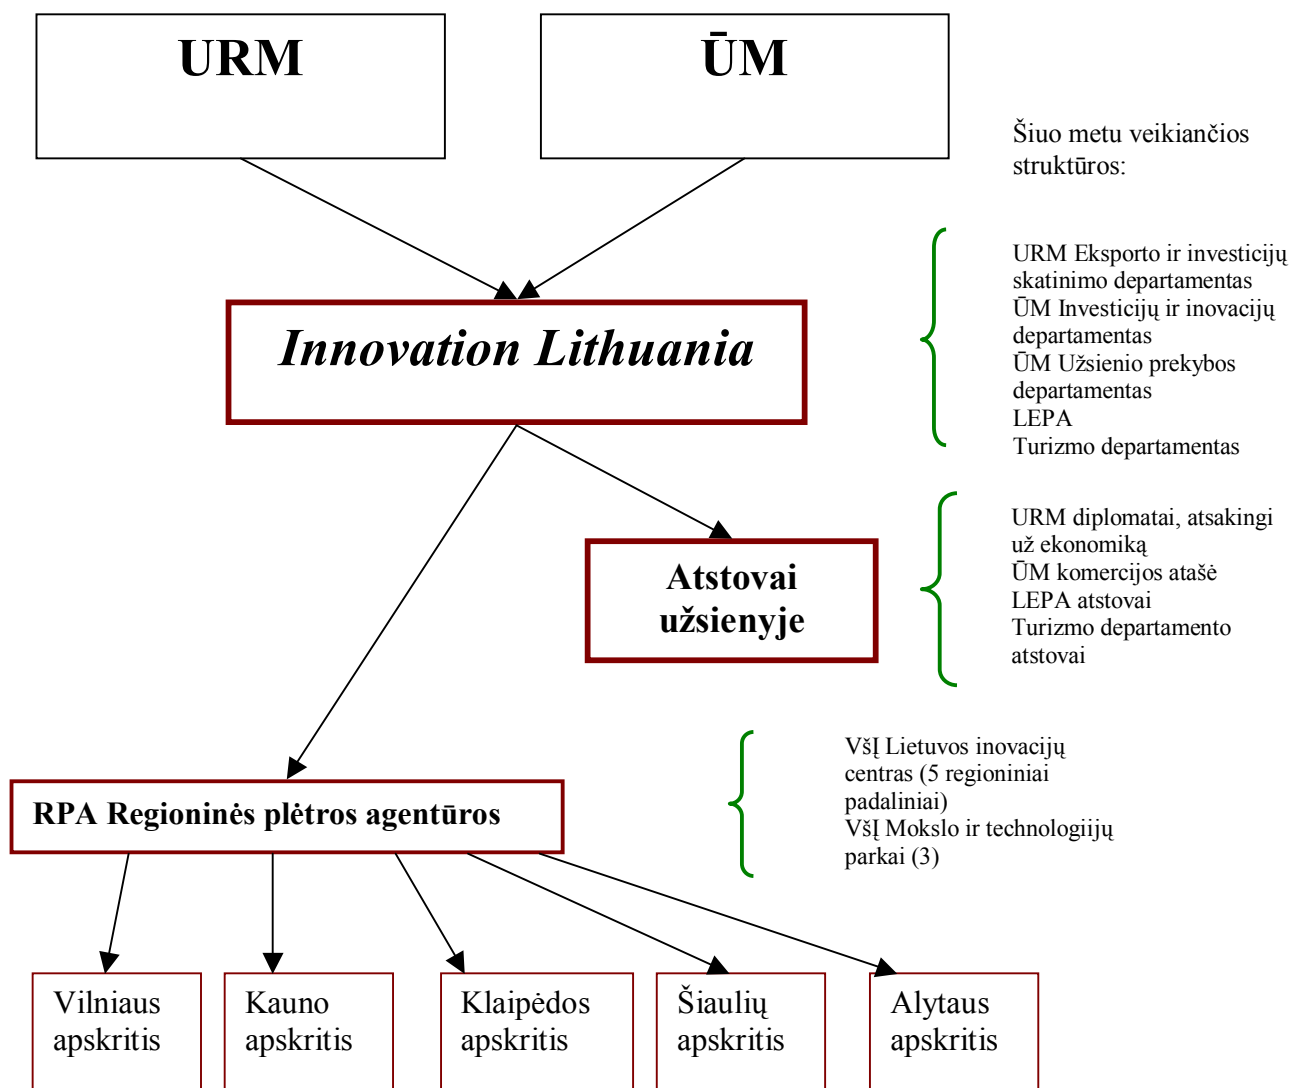 URM
ŪM
Šiuo metu veikiančios
struktūros:
URM Eksporto ir investicijų
skatinimo departamentas
ŪM Investicijų ir inovacijų
departamentas
ŪM Užsienio prekybos
departamentas
LEPA
Turizmo departamentas
Innovation Lithuania
URM diplomatai, atsakingi
už ekonomiką
ŪM komercijos atašė
LEPA atstovai
Turizmo departamento
atstovai
Atstovai
užsienyje
VšĮ Lietuvos inovacijų
centras (5 regioniniai
padaliniai)
VšĮ Mokslo ir technologiijų
parkai (3)
RPA Regioninės plėtros agentūros
Vilniaus
apskritis
Kauno
apskritis
Klaipėdos
apskritis
Šiaulių
apskritis
Alytaus
apskritis